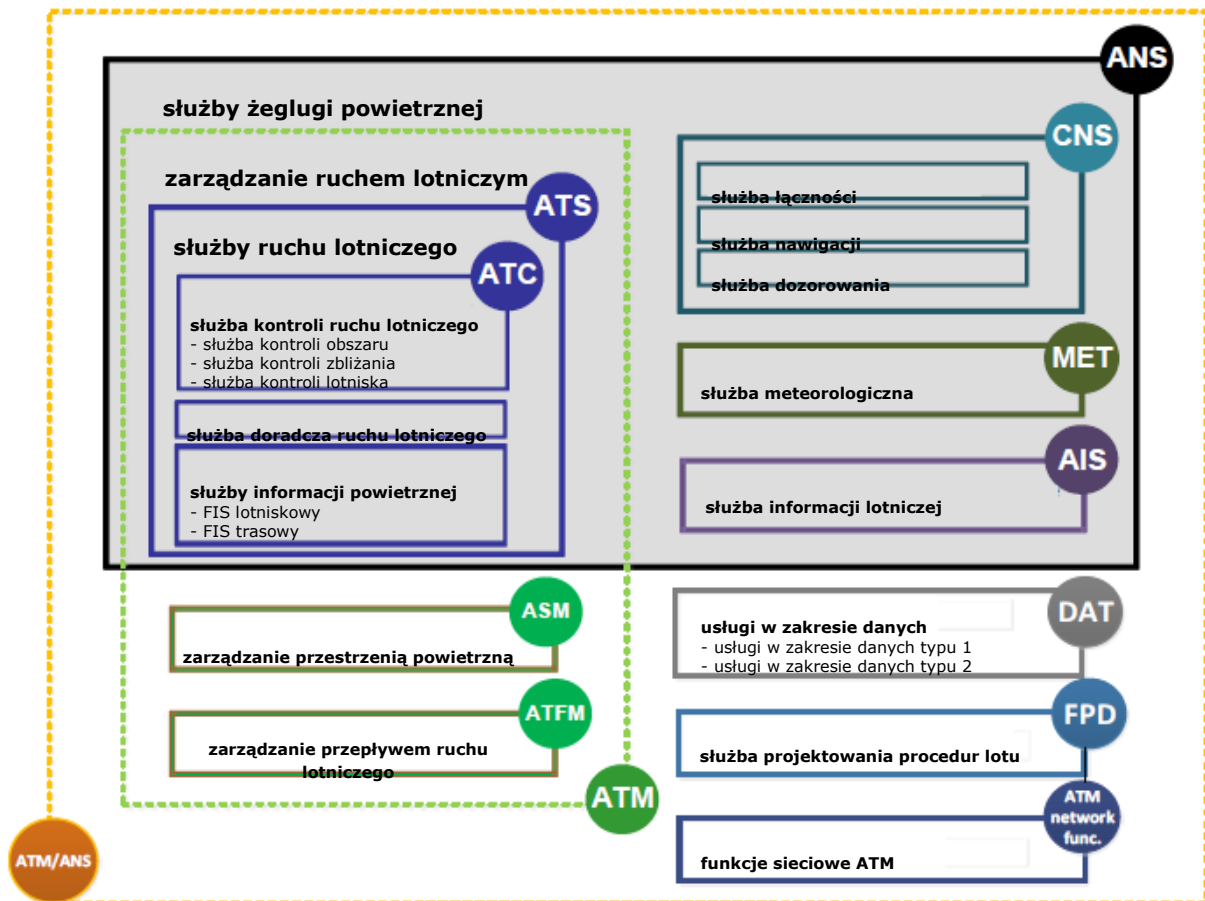 ANS
służby żeglugi powietrznej
zarządzanie ruchem lotniczym
ATS
służby ruchu lotniczego
ATC
służba kontroli ruchu lotniczego
- służba kontroli obszaru
- służba kontroli zbliżania
- służba kontroli lotniska
służba doradcza ruchu lotniczego
służby informacji powietrznej
- FIS lotniskowy
- FIS trasowy
CNS
służba łączności
służba nawigacji
służba dozorowania
MET
służba meteorologiczna
AIS
służba informacji lotniczej
ASM
zarządzanie przestrzenią powietrzną
ATFM
zarządzanie przepływem ruchu
lotniczego
ATM
DAT
usługi w zakresie danych
- usługi w zakresie danych typu 1
- usługi w zakresie danych typu 2
FPD
służba projektowania procedur lotu
ATM
network
func.
funkcje sieciowe ATM
ATM/ANS